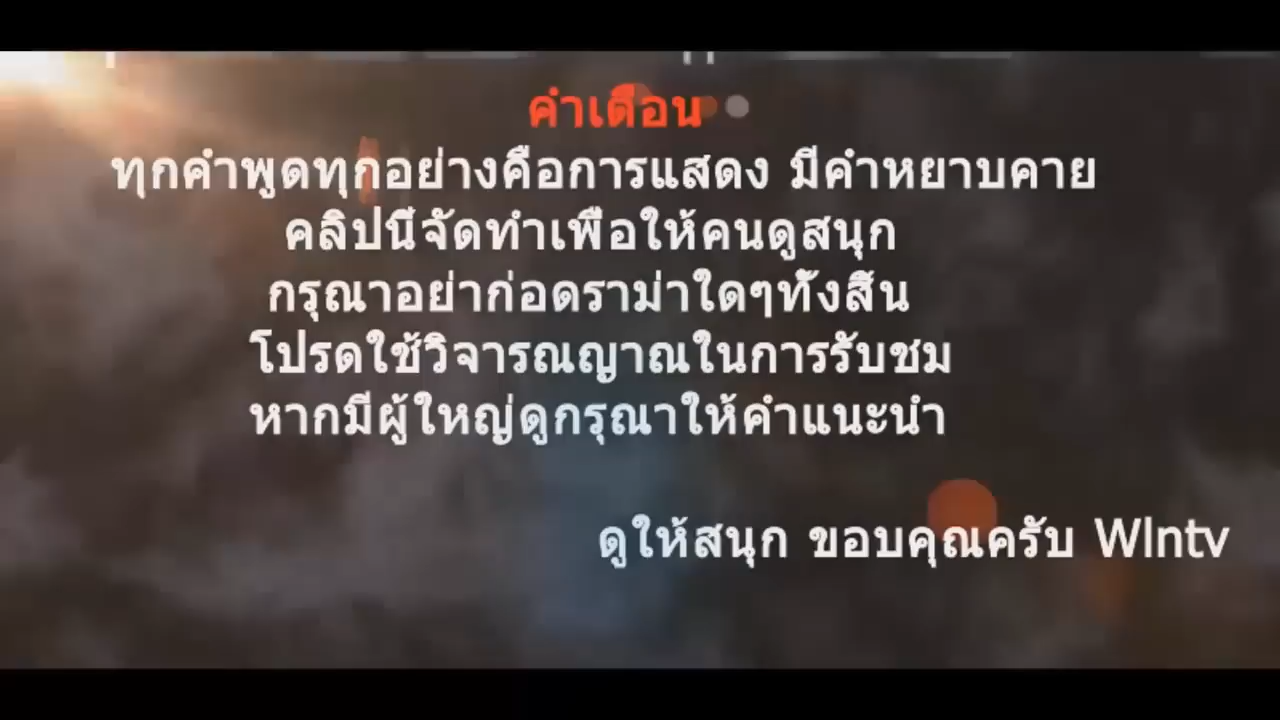 คำเตือน
ทุกคำพูดทุกอย่างคือการแสดง มีคำหยาบคาย
คลิปนี้จัดทำเพื่อให้คนดูสนุก
กรุณาอย่าก่อดราม่าใดๆทั้งสิ้น
โปรดใช้วิจารณญาณในการรับชม
หากมีผู้ใหญ่ดูกรุณาให้คำแนะนำ
ดูให้สนุก ขอบคุณครับ Wlntv